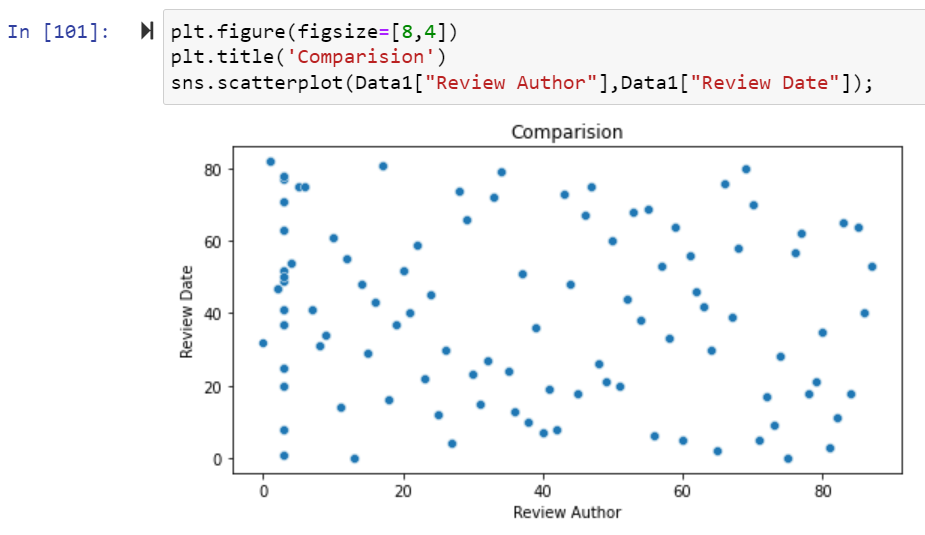 In [101]:
plt.figure(figsize=[8,4])
plt.title('Comparision')
sns.scatterplot(Data1["Review Author"],Data1["Review Date"]);
Comparision
80
60
40
20
0
Review Date
0 20 40 60 80
Review Author